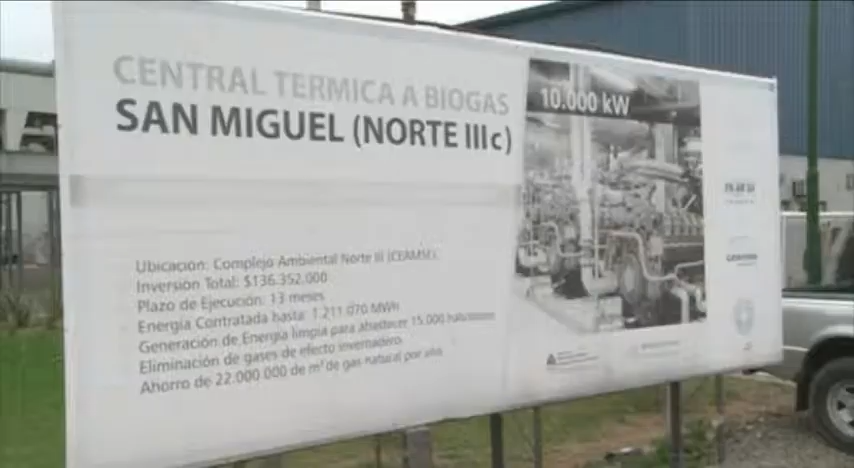 CENTRAL TERMICA A BIOGAS
SAN MIGUEL (NORTE IIIc)
10.000 kW
Ubicación: Complejo Ambiental Norte III (CEAMSE).
Inversión Total: $136.352.000
Plazo de Ejecución: 13 meses
Energía Contratada hasta: 1.211.070 MWh
Generación de Energía limpia para abastecer 15.000 habitantes
Eliminación de gases de efecto invernadero
Ahorro de 22.000.000 de m³ de gas natural por año